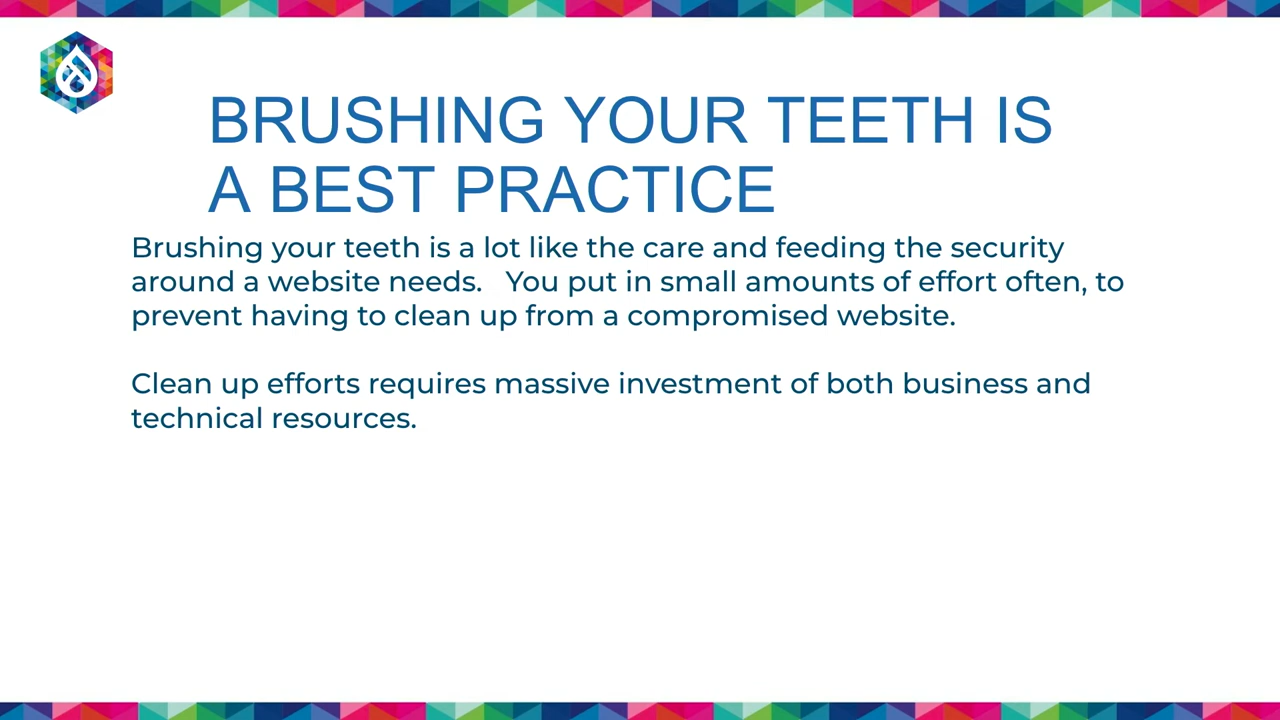 BRUSHING YOUR TEETH IS
A BEST PRACTICE
Brushing your teeth is a lot like the care and feeding the security
around a website needs.   You put in small amounts of effort often, to
prevent having to clean up from a compromised website.
Clean up efforts requires massive investment of both business and
technical resources.